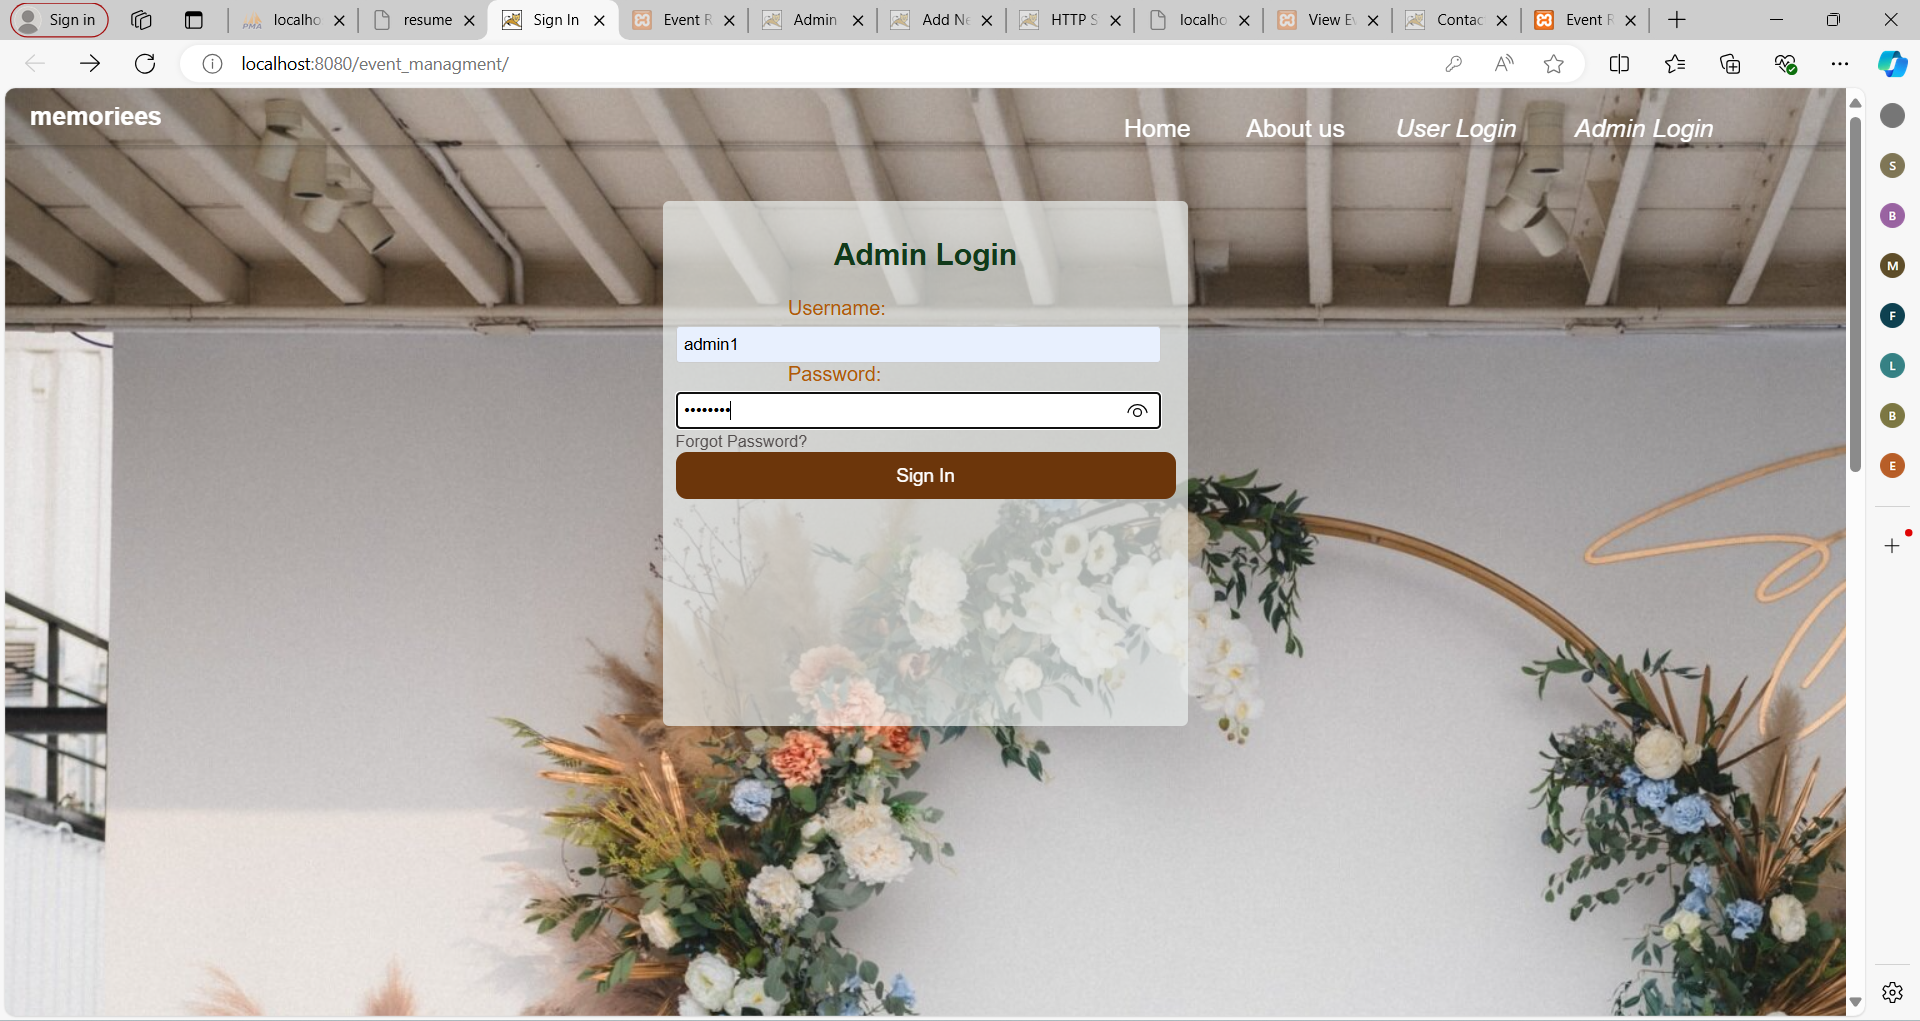 Sign in
localho
resume
Sign In
Event R
Admin
Add Ne
HTTP S
localho
View Ev
Contac
Event R
localhost:8080/event_managment/
memoriees
Home
About us
User Login
Admin Login
Admin Login
Username:
admin1
Password:
••••••••
Forgot Password?
Sign In
S
B
M
F
L
B
E